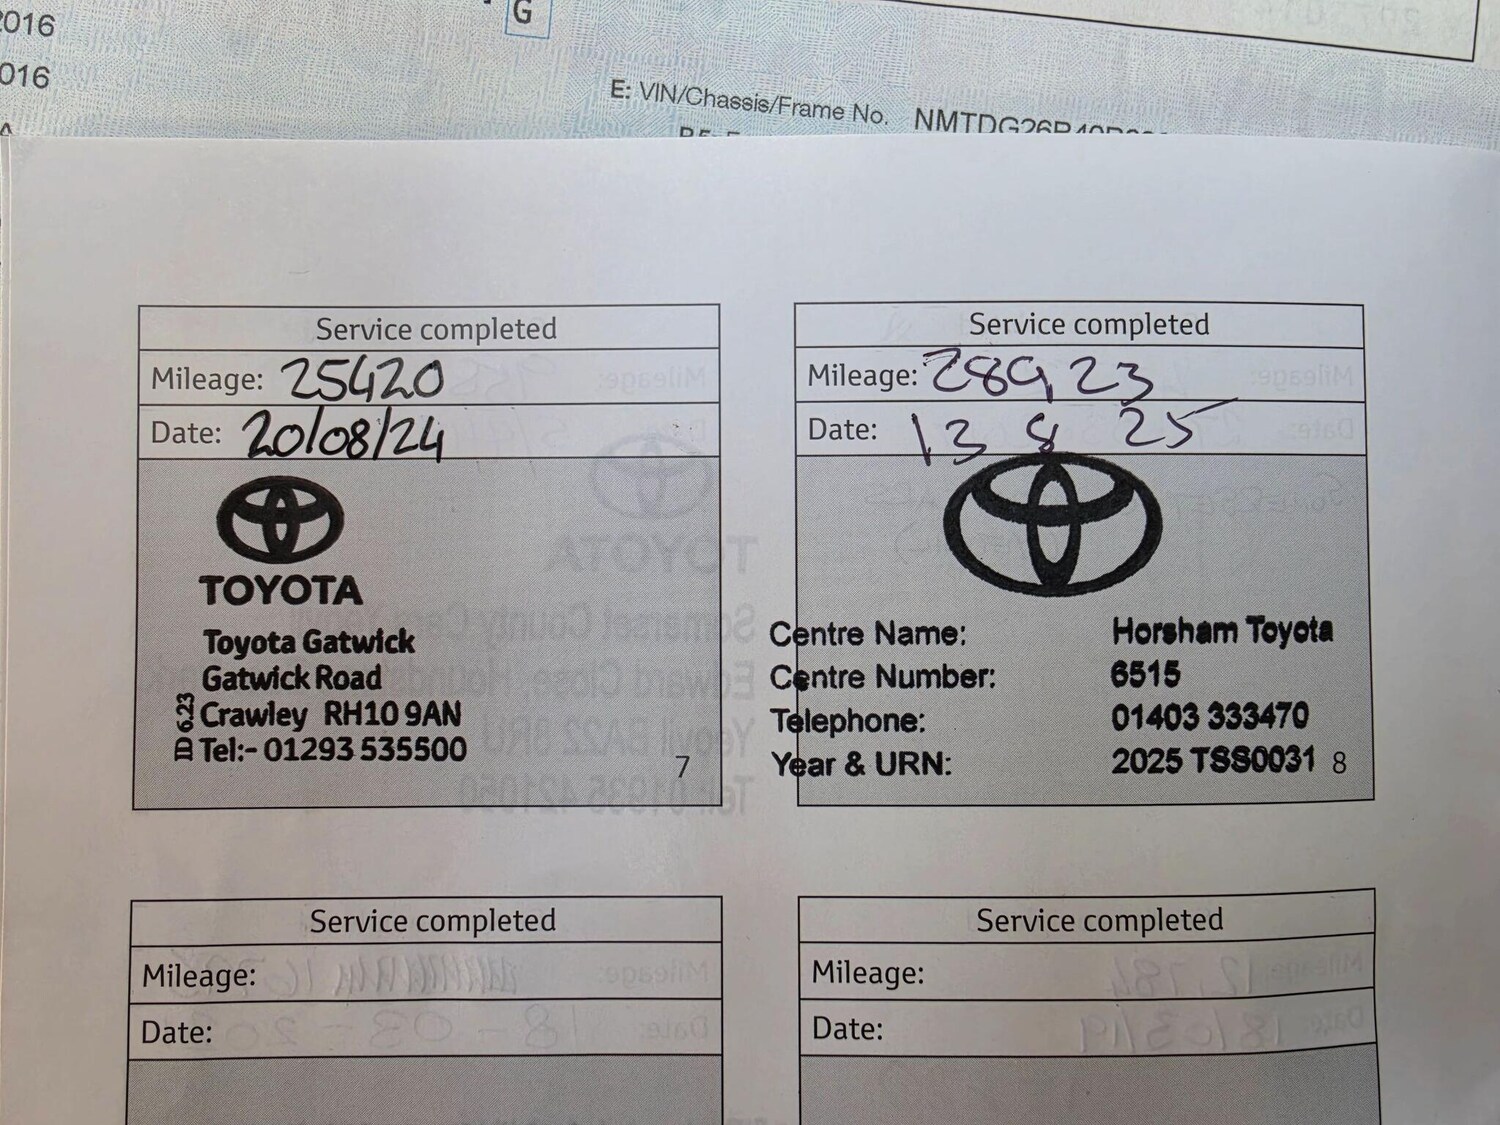 2016
016
G
E: VIN/Chassis/Frame No.
Service completed
Mileage: 25420
Date: 20/08/24
TOYOTA
Toyota Gatwick
Gatwick Road
Crawley RH10 9AN
Tel:- 01293 535500
ID 623
7
Service completed
Mileage: 28923
Date: 13 8 25
Centre Name: Horsham Toyota
Centre Number: 6515
Telephone: 01403 333470
Year & URN: 2025 TSS0031
8
Service completed
Mileage:
Date:
Service completed
Mileage:
Date: